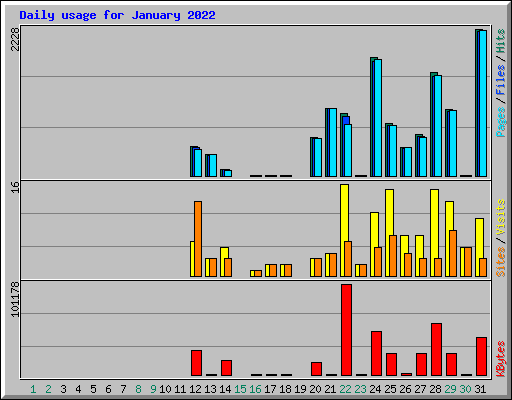 Daily usage for January 2022
2228
Pages / Files / Hits
16
Sites / Visits
101178
KBytes
1 2 3 4 5 6 7 8 9 10 11 12 13 14 15 16 17 18 19 20 21 22 23 24 25 26 27 28 29 30 31